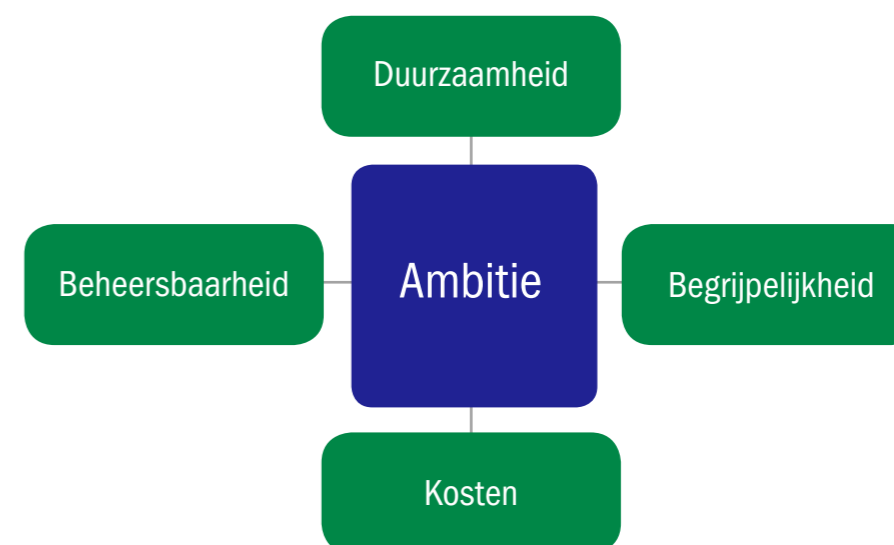 Duurzaamheid
Beheersbaarheid
Ambitie
Begrijpelijkheid
Kosten